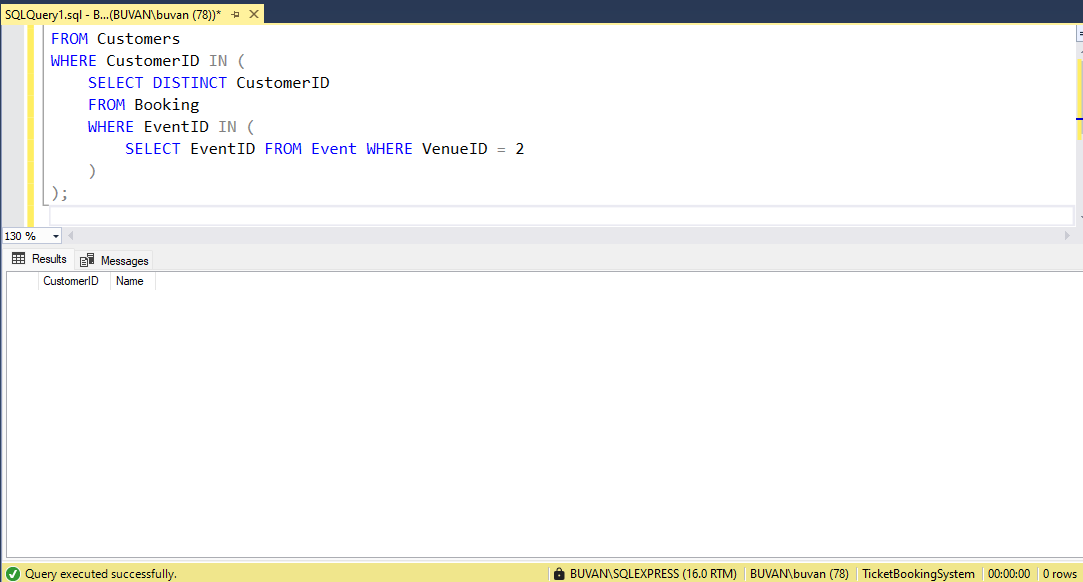 SQLQuery1.sql - B...(BUVAN\buvan (78))*
FROM Customers
WHERE CustomerID IN (
    SELECT DISTINCT CustomerID
    FROM Booking
    WHERE EventID IN (
        SELECT EventID FROM Event WHERE VenueID = 2
    )
);
130 %
Results Messages
CustomerID Name
Query executed successfully. BUVAN\SQLEXPRESS (16.0 RTM) BUVAN\buvan (78) TicketBookingSystem 00:00:00 0 rows